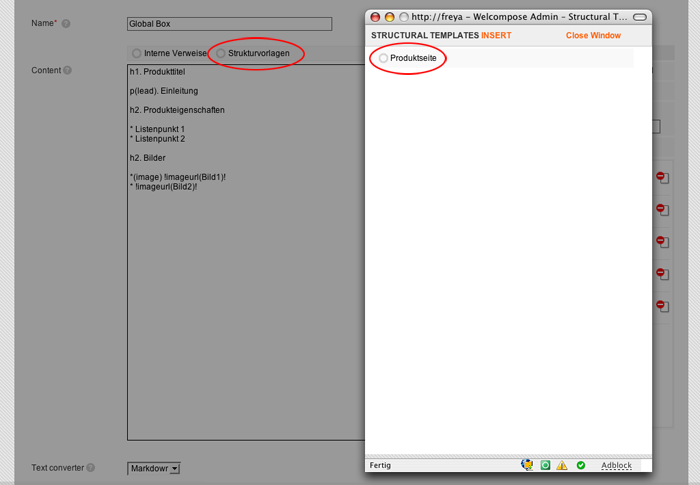 Name*
Global Box
Interne Verweise
Strukturvorlagen
Content
h1. Produkttitel
p(lead). Einleitung
h2. Produkteigenschaften
* Listenpunkt 1
* Listenpunkt 2
h2. Bilder
*(image) !imageurl(Bild1)!
* !imageurl(Bild2)!
Text converter
Markdowr
http://freya – Welcompose Admin – Structural T...
STRUCTURAL TEMPLATES INSERT
Close Window
Produktseite
Fertig
Adblock